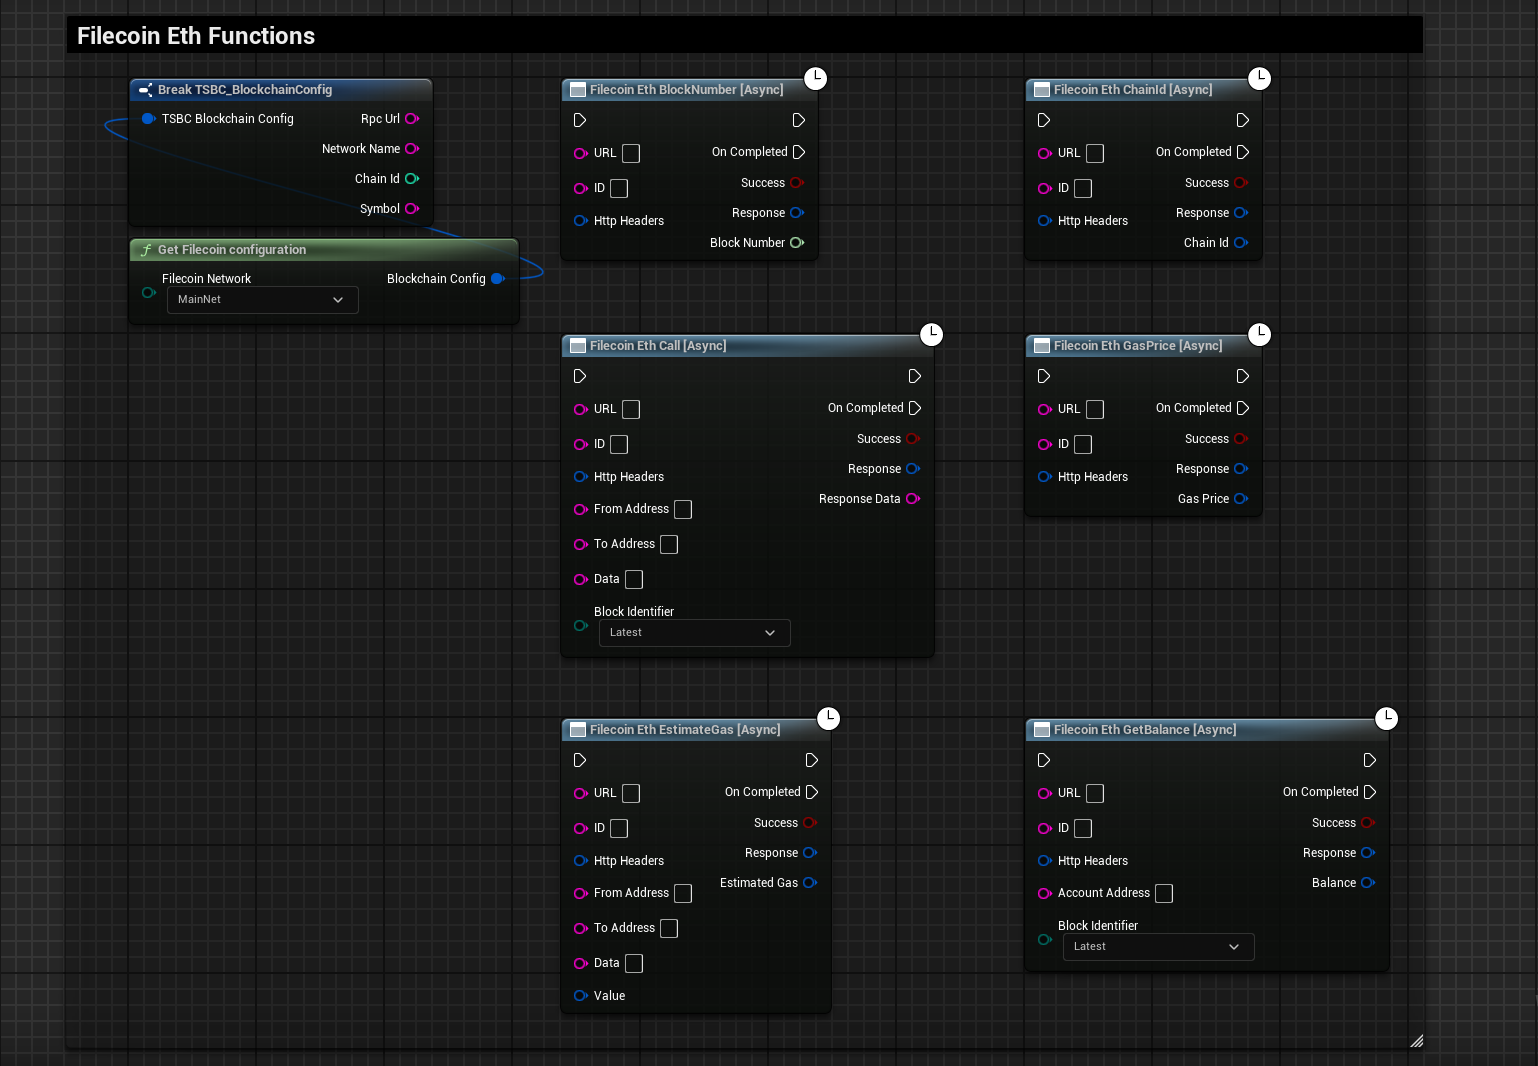 Filecoin Eth Functions
Break TSBC_BlockchainConfig
TSBC Blockchain Config
Rpc Url
Network Name
Chain Id
Symbol
Get Filecoin configuration
Filecoin Network
Blockchain Config
MainNet
Filecoin Eth BlockNumber [Async]
URL
On Completed
ID
Success
Http Headers
Response
Block Number
Filecoin Eth ChainId [Async]
URL
On Completed
ID
Success
Http Headers
Response
Chain Id
Filecoin Eth Call [Async]
URL
On Completed
ID
Success
Http Headers
Response
From Address
Response Data
To Address
Data
Block Identifier
Latest
Filecoin Eth GasPrice [Async]
URL
On Completed
ID
Success
Http Headers
Response
Gas Price
Filecoin Eth EstimateGas [Async]
URL
On Completed
ID
Success
Http Headers
Response
From Address
Estimated Gas
To Address
Data
Value
Filecoin Eth GetBalance [Async]
URL
On Completed
ID
Success
Http Headers
Response
Account Address
Balance
Block Identifier
Latest